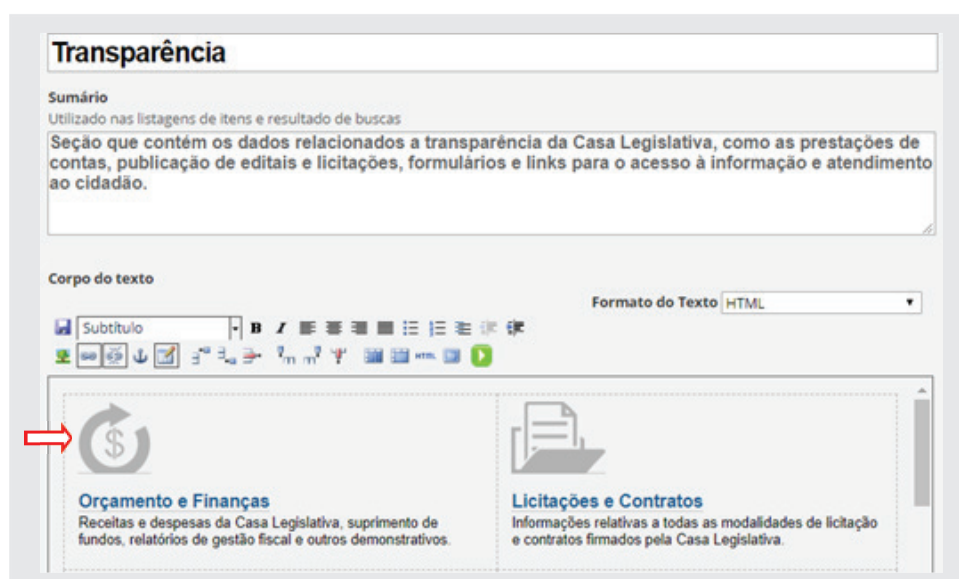 Transparência
Sumário
Utilizado nas listagens de itens e resultado de buscas
Seção que contém os dados relacionados a transparência da Casa Legislativa, como as prestações de
contas, publicação de editais e licitações, formulários e links para o acesso à informação e atendimento
ao cidadão.
Corpo do texto
Formato do Texto HTML
Subtítulo B I
HTML
$
Orçamento e Finanças
Receitas e despesas da Casa Legislativa, suprimento de
fundos, relatórios de gestão fiscal e outros demonstrativos.
Licitações e Contratos
Informações relativas a todas as modalidades de licitação
e contratos firmados pela Casa Legislativa.